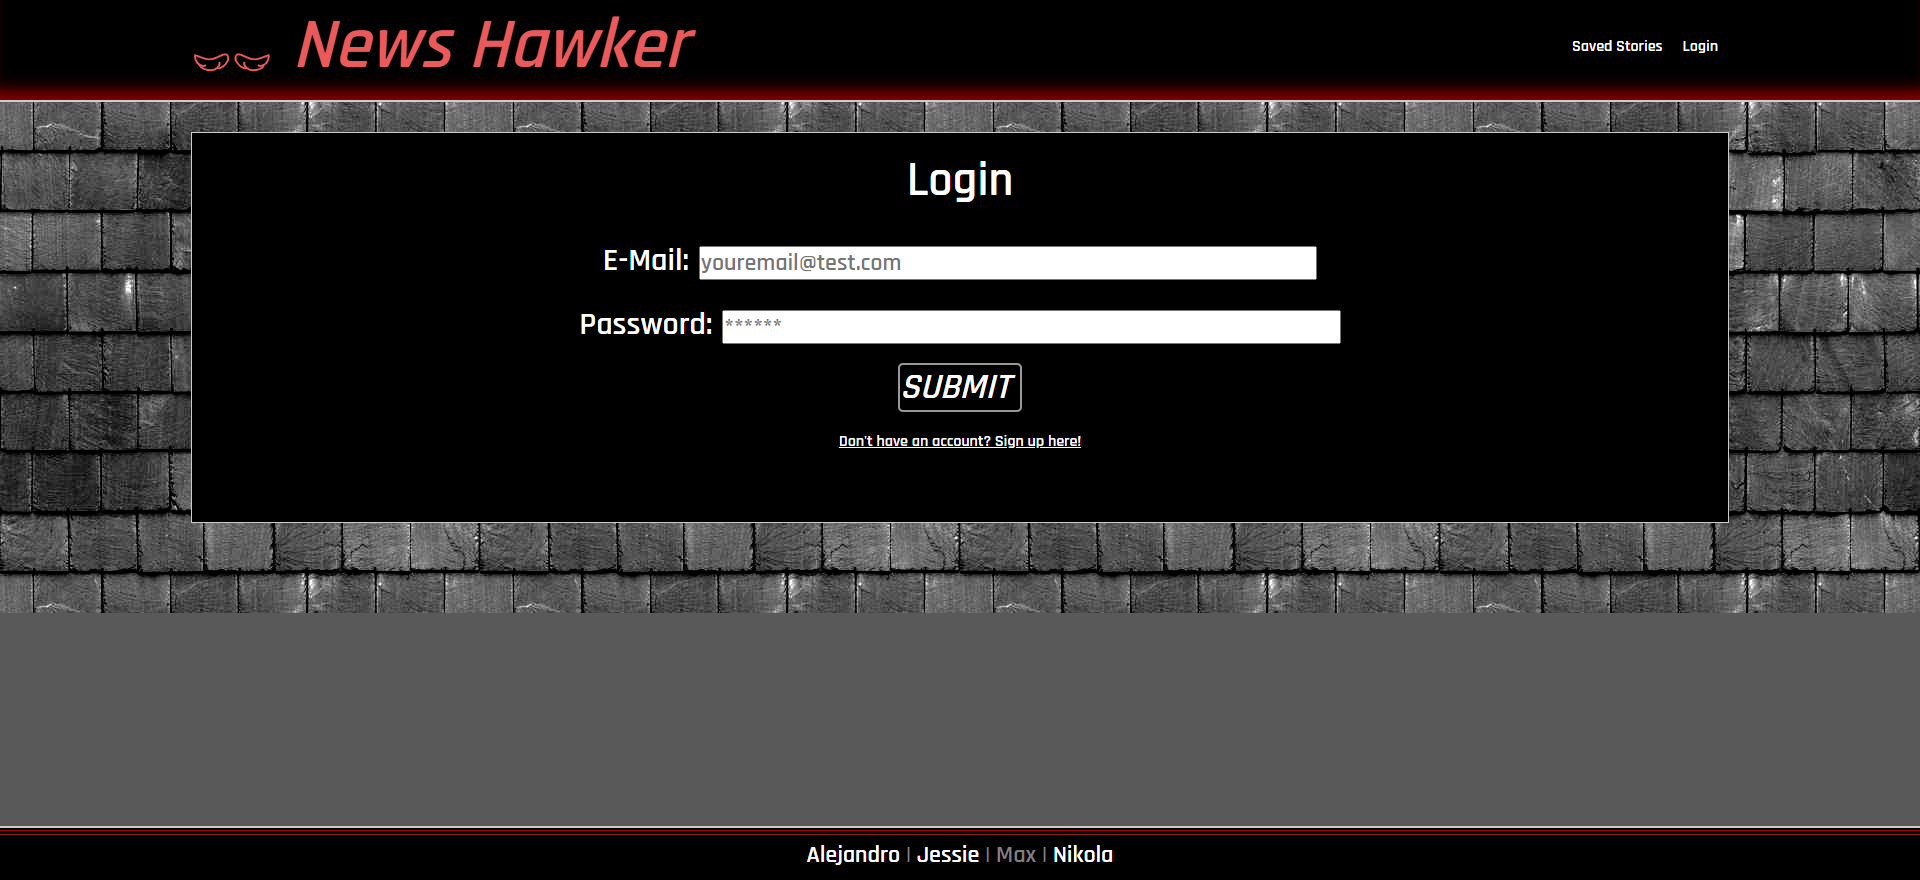 News Hawker
Saved Stories Login
Login
E-Mail: youremail@test.com
Password: ******
SUBMIT
Don't have an account? Sign up here!
Alejandro | Jessie | Max | Nikola